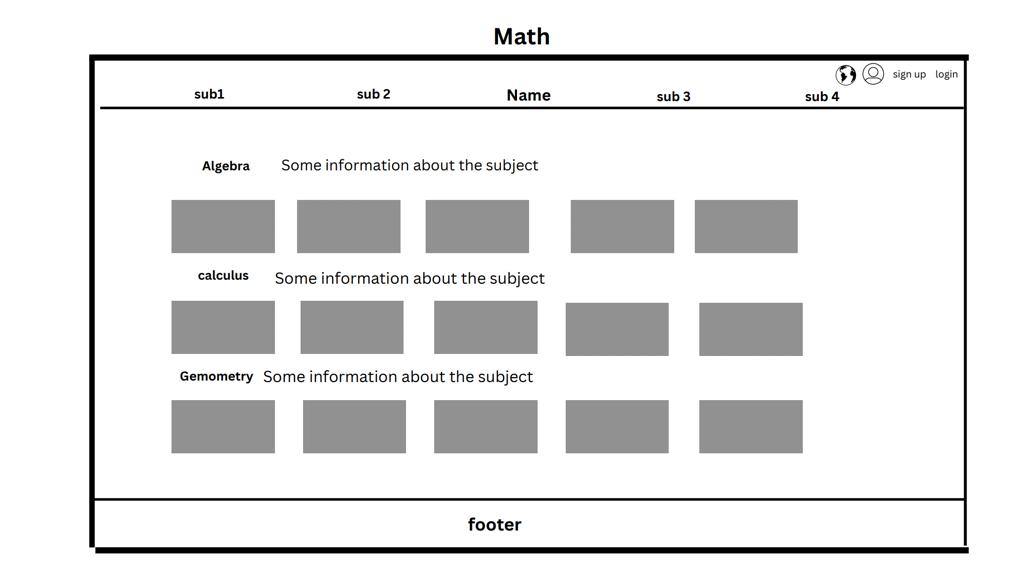 Math
sign up login
sub1 sub 2 Name sub 3 sub 4
Algebra Some information about the subject
calculus Some information about the subject
Gemometry Some information about the subject
footer